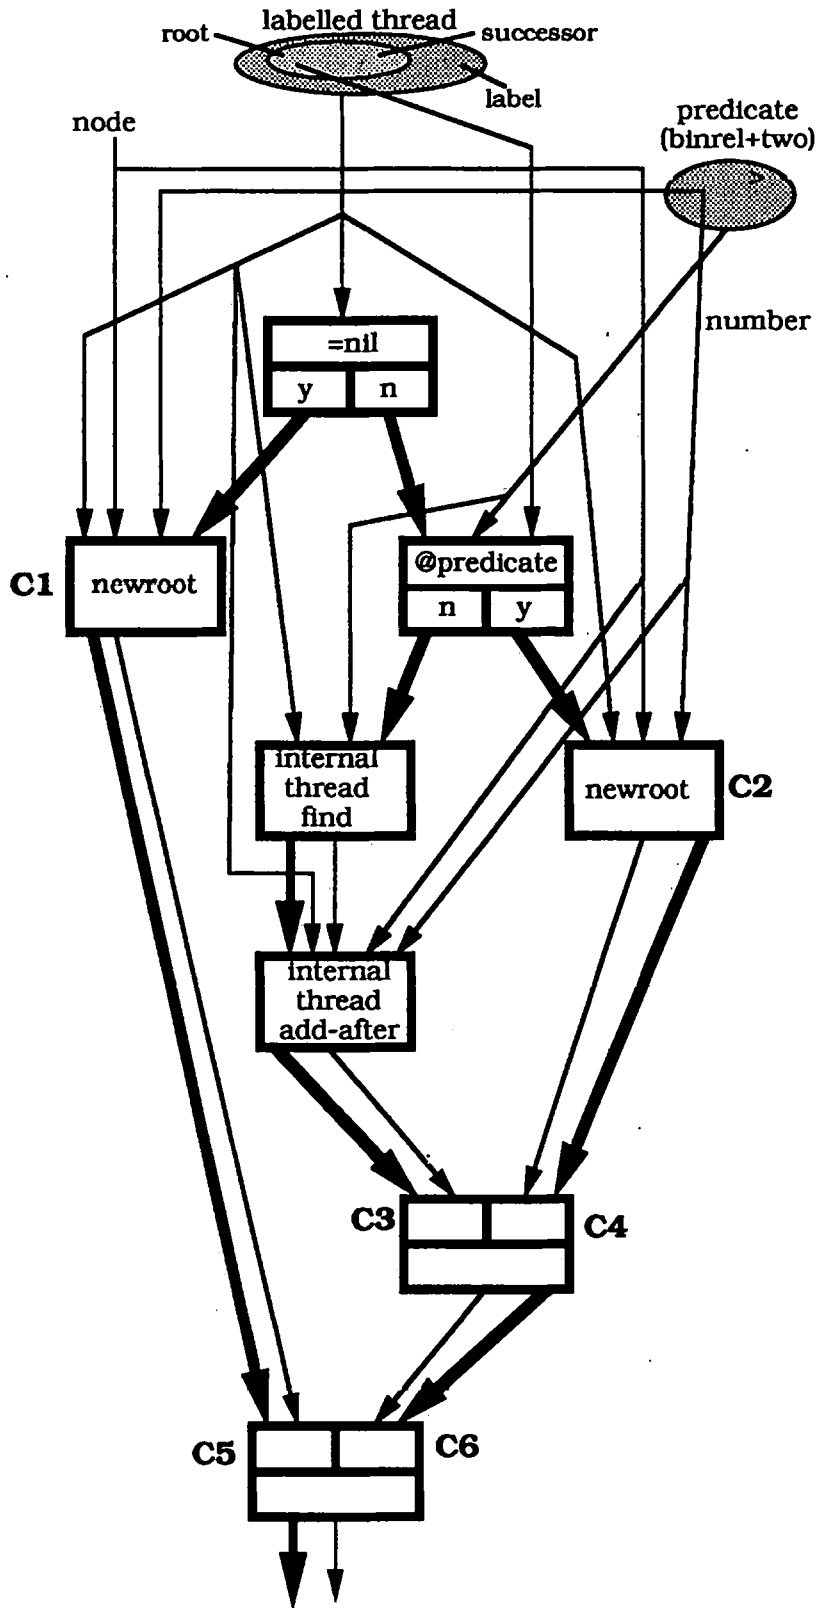 labelled thread
root
successor
label
node
predicate
(binrel+two)
>
number
=nil
y
n
C1
newroot
@predicate
n
y
internal
thread
find
newroot
C2
internal
thread
add-after
C3
C4
C5
C6